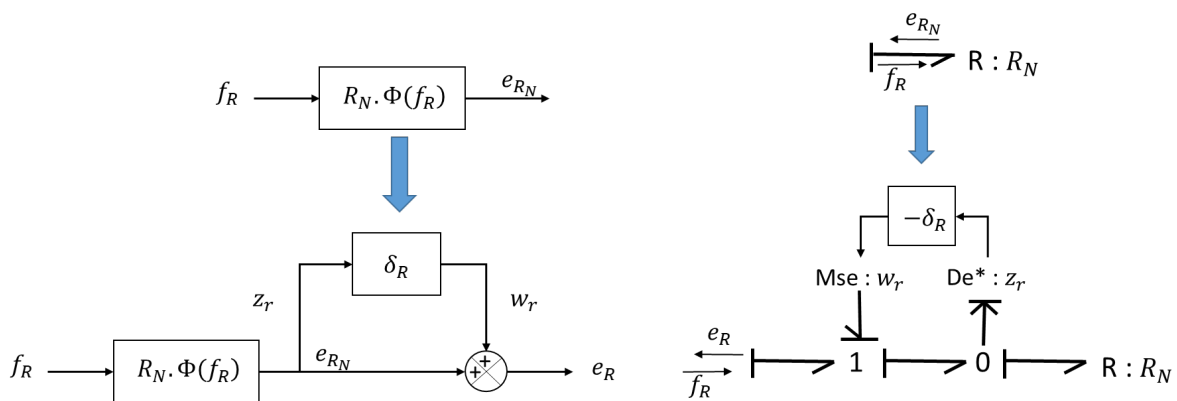 f_R
R_N.Φ(f_R)
e_{R_N}
δ_R
z_r
w_r
f_R
R_N.Φ(f_R)
e_{R_N}
+
+
e_R
e_{R_N}
f_R
R : R_N
−δ_R
Mse : w_r
De* : z_r
e_R
f_R
1
0
R : R_N